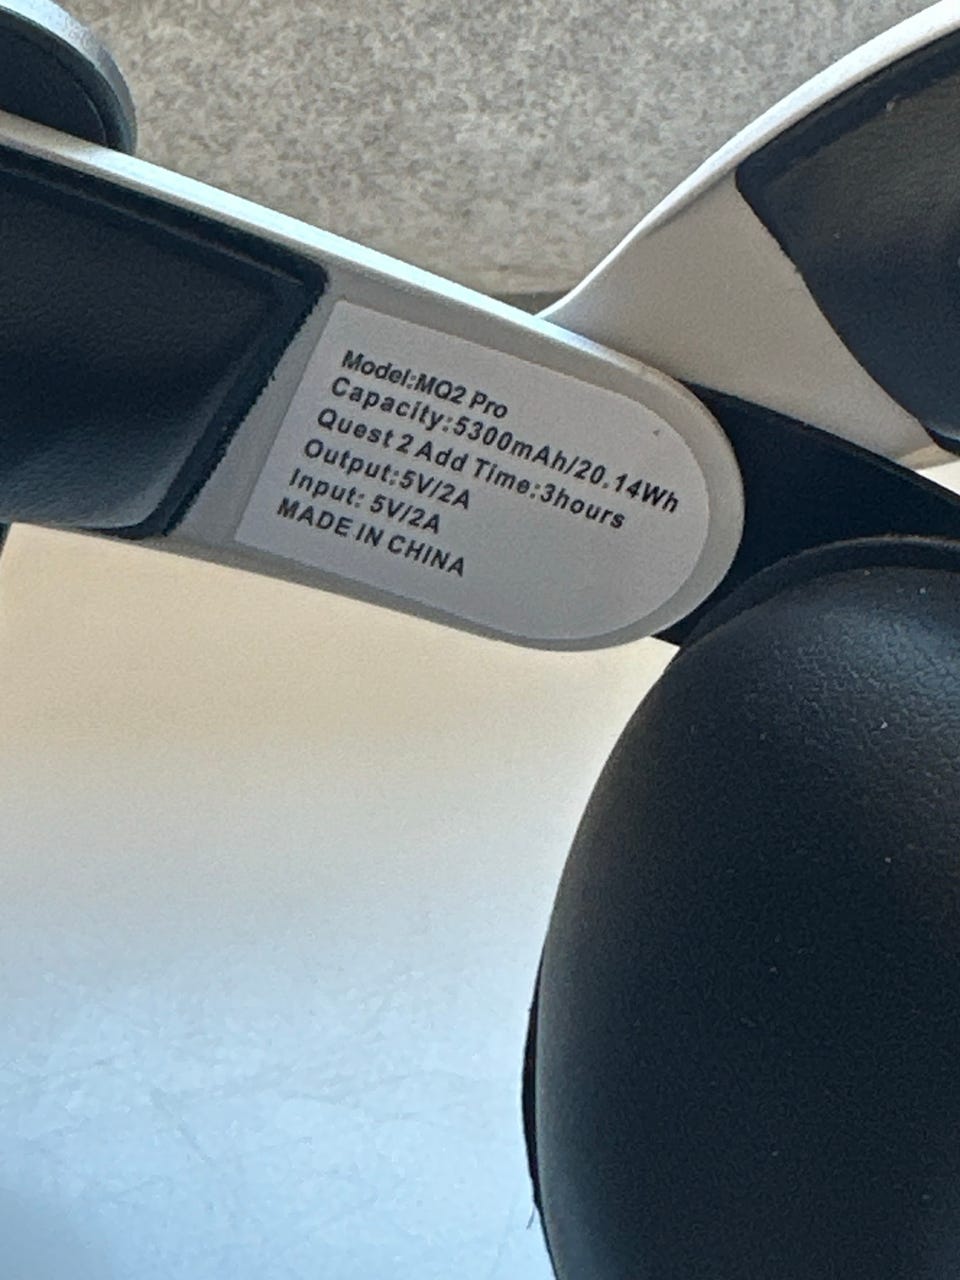 Model:MQ2 Pro
Capacity:5300mAh/20.14Wh
Quest 2 Add Time:3hours
Output:5V/2A
Input: 5V/2A
MADE IN CHINA